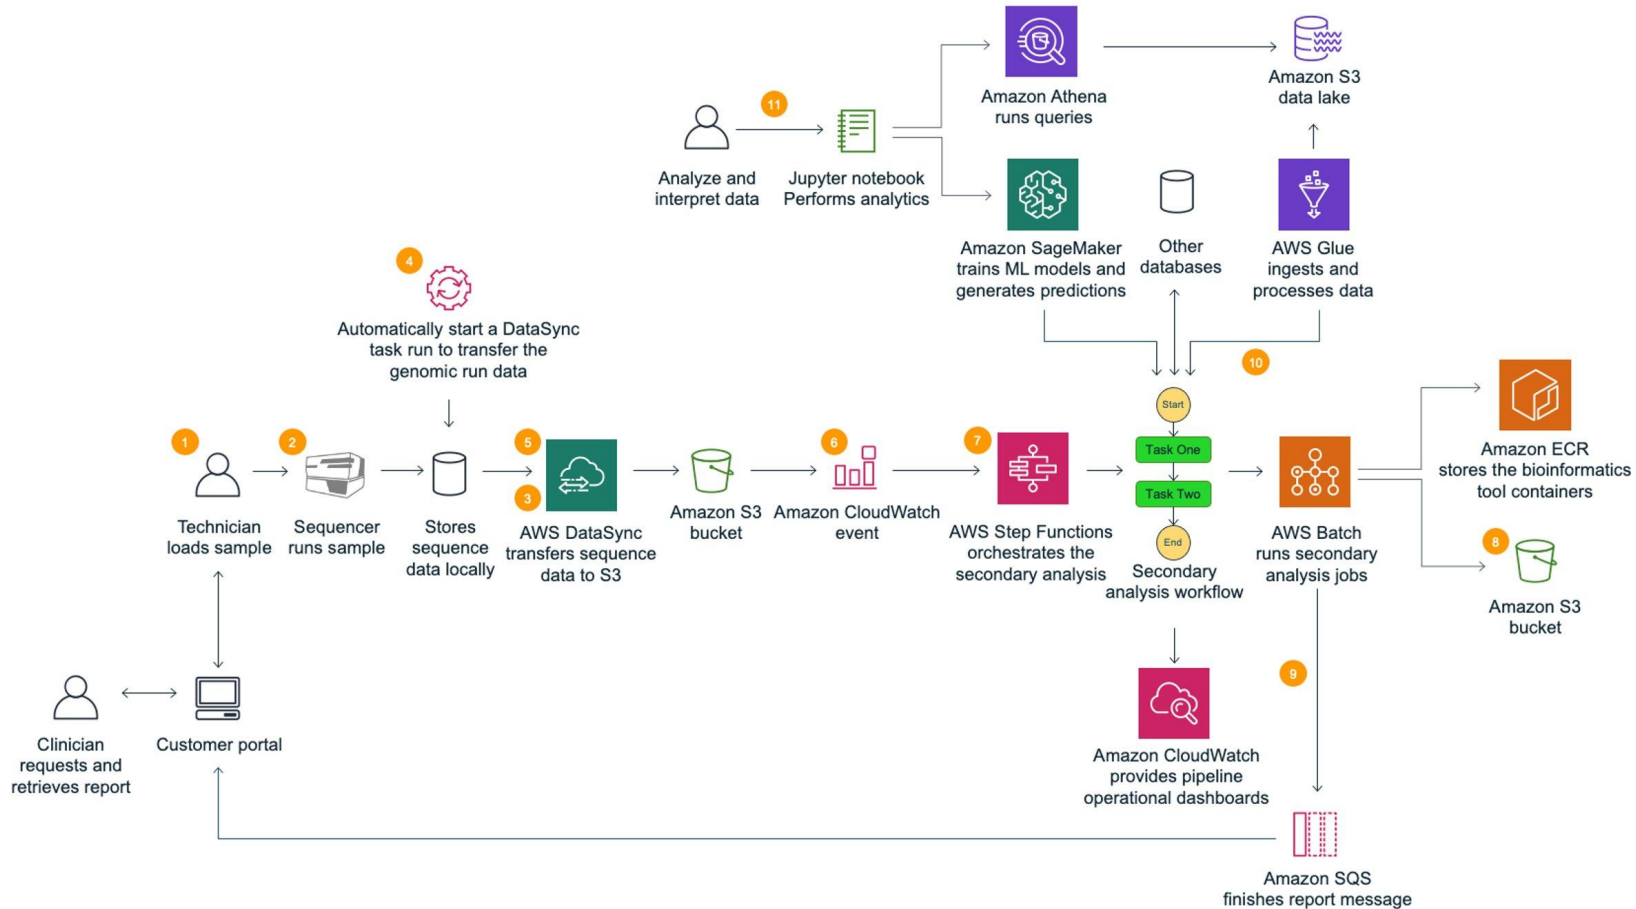 Amazon Athena
runs queries
Amazon S3
data lake
11
Analyze and
interpret data
Jupyter notebook
Performs analytics
Amazon SageMaker
trains ML models and
generates predictions
Other
databases
AWS Glue
ingests and
processes data
4
Automatically start a DataSync
task run to transfer the
genomic run data
10
1
Technician
loads sample
2
Sequencer
runs sample
Stores
sequence
data locally
5
3
AWS DataSync
transfers sequence
data to S3
Amazon S3
bucket
6
Amazon CloudWatch
event
7
AWS Step Functions
orchestrates the
secondary analysis
Start
Task One
Task Two
End
Secondary
analysis workflow
AWS Batch
runs secondary
analysis jobs
Amazon ECR
stores the bioinformatics
tool containers
8
Amazon S3
bucket
9
Clinician
requests and
retrieves report
Customer portal
Amazon CloudWatch
provides pipeline
operational dashboards
Amazon SQS
finishes report message